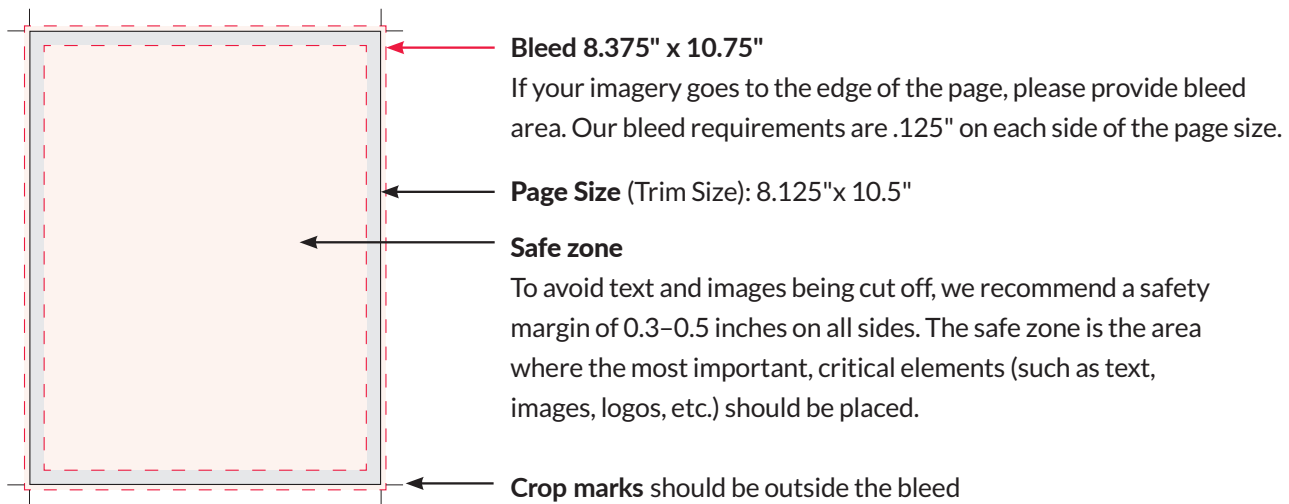 Bleed 8.375" x 10.75"
If your imagery goes to the edge of the page, please provide bleed
area. Our bleed requirements are .125" on each side of the page size.
Page Size (Trim Size): 8.125"x 10.5"
Safe zone
To avoid text and images being cut off, we recommend a safety
margin of 0.3–0.5 inches on all sides. The safe zone is the area
where the most important, critical elements (such as text,
images, logos, etc.) should be placed.
Crop marks should be outside the bleed